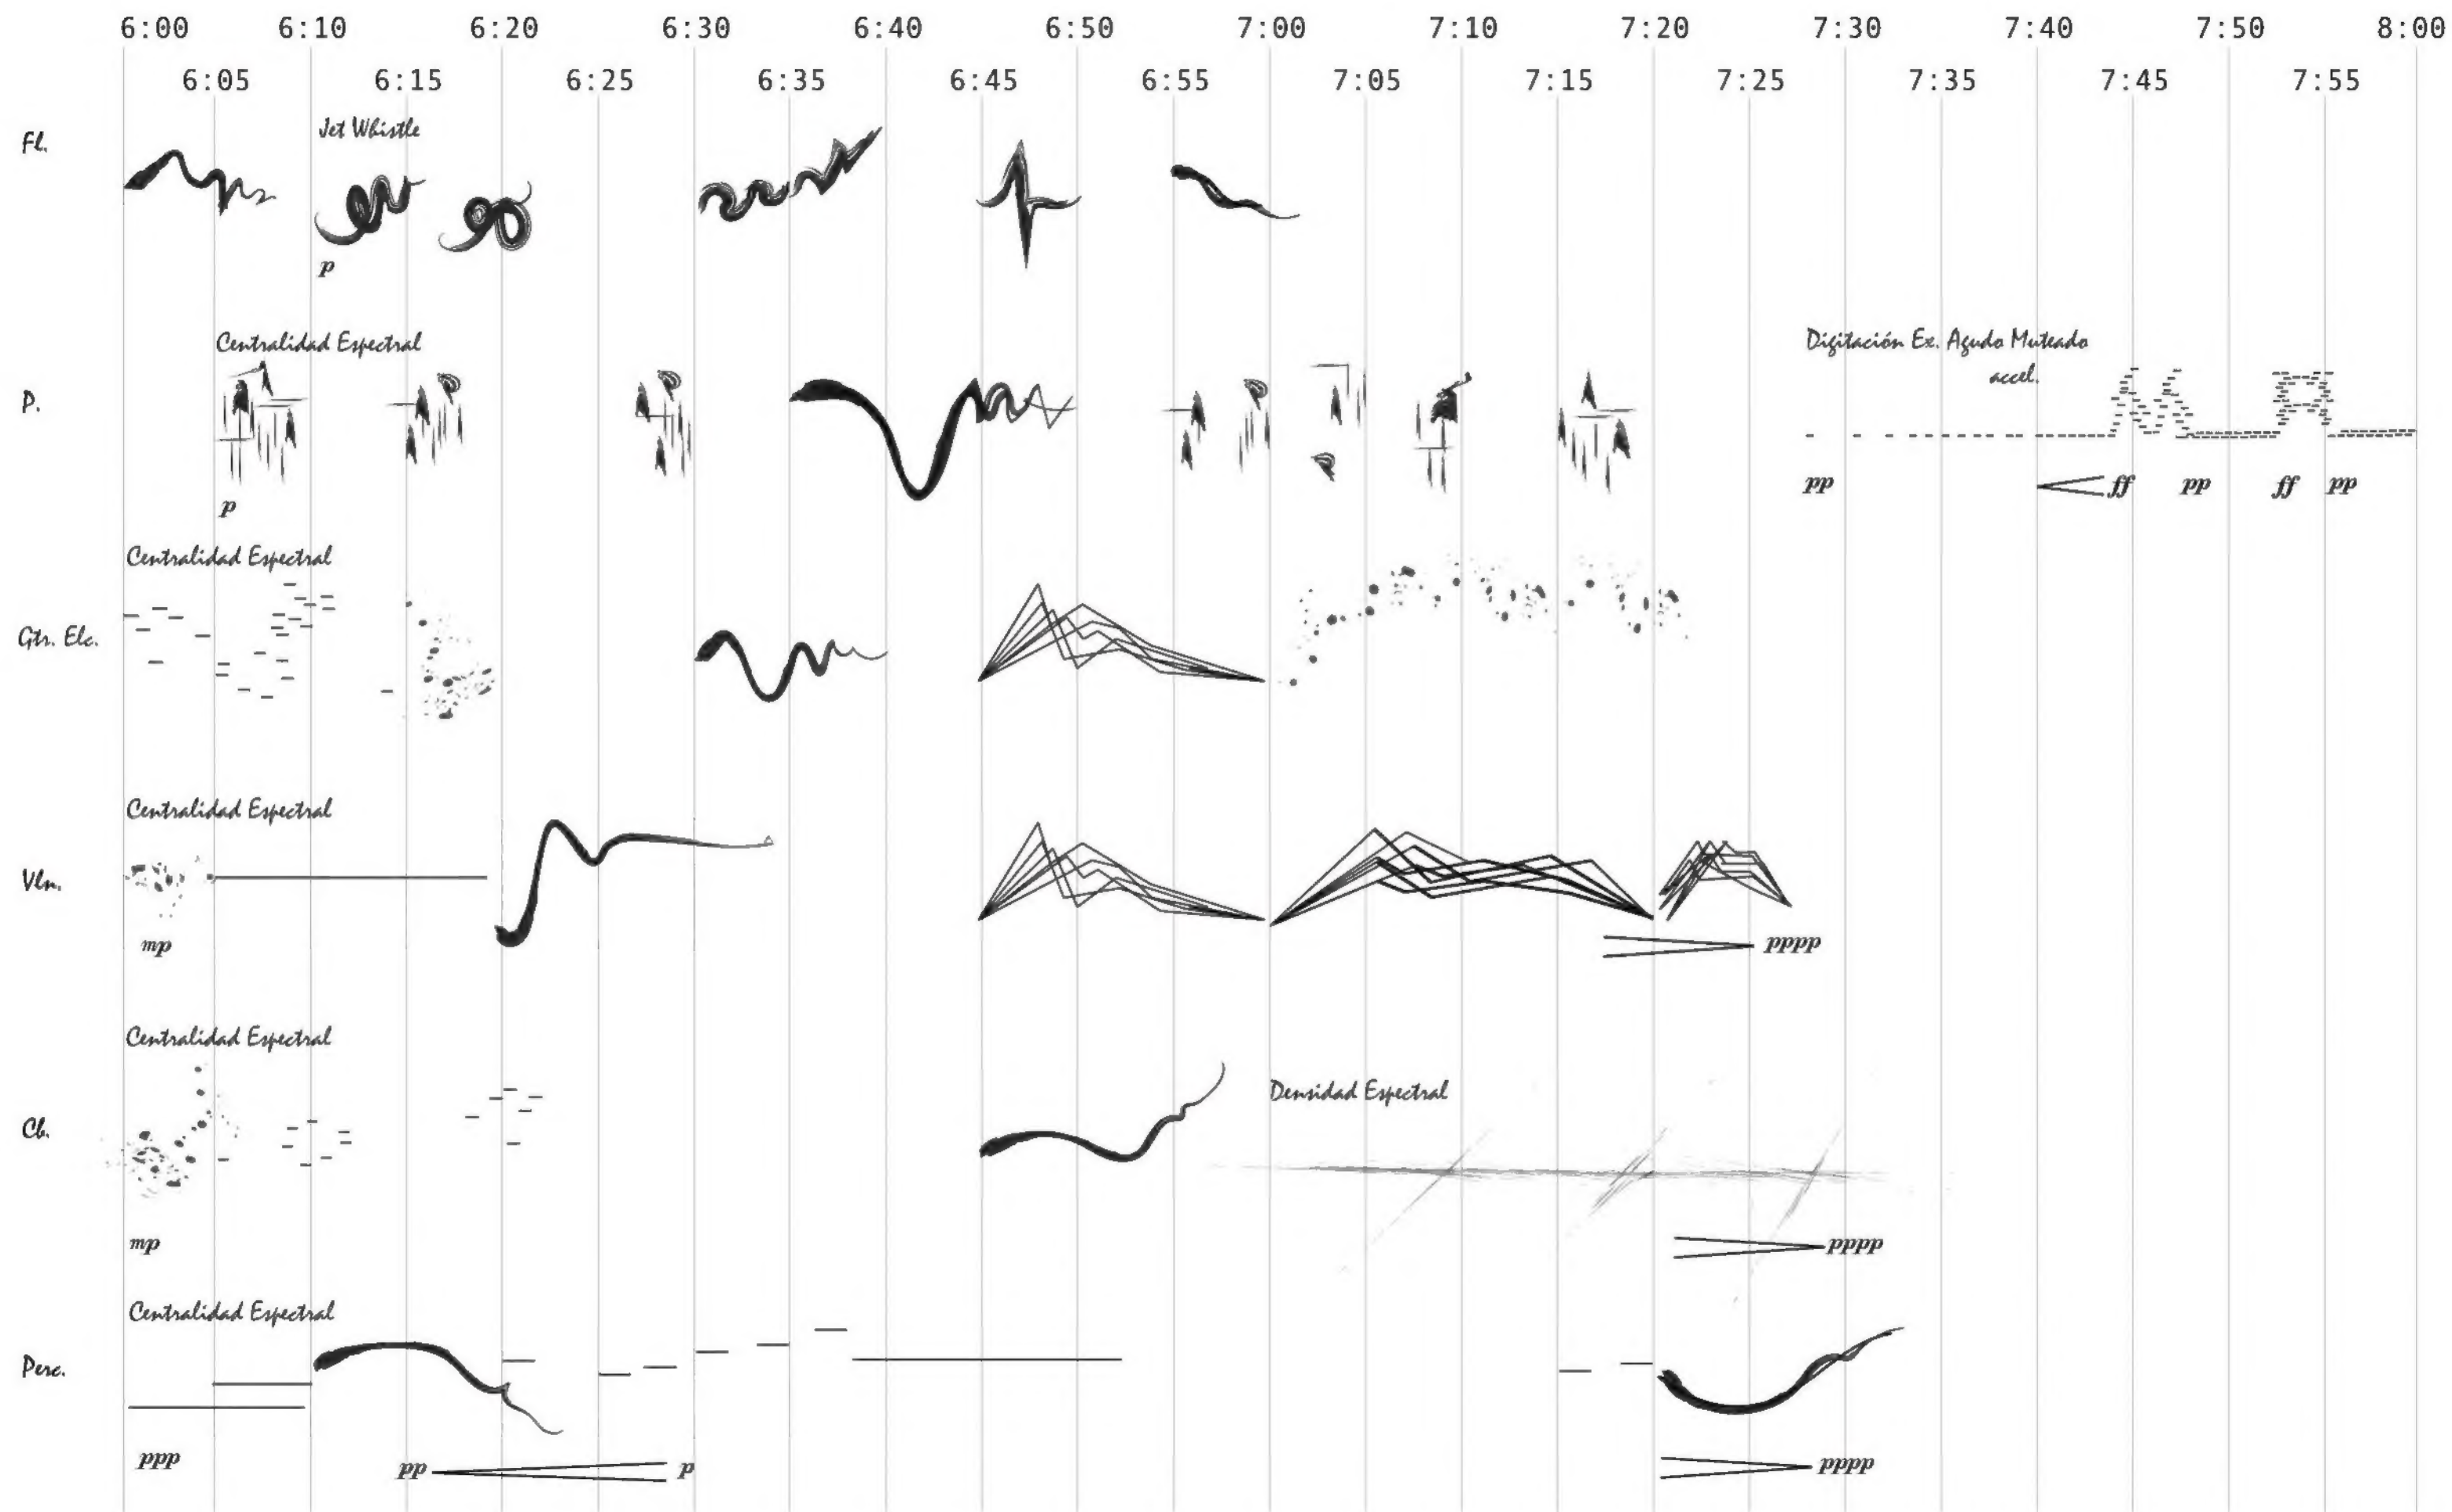 6:00 6:10 6:20 6:30 6:40 6:50 7:00 7:10 7:20 7:30 7:40 7:50 8:00
6:05 6:15 6:25 6:35 6:45 6:55 7:05 7:15 7:25 7:35 7:45 7:55
Jet Whistle
Fl.
p
Centralidad Espectral
Digitación Ex. Agudo Muteado
accel.
P.
pp ff pp ff pp
p
Centralidad Espectral
Gtr. Elc.
Centralidad Espectral
Vln.
mp pppp
Centralidad Espectral
Densidad Espectral
Cb.
mp pppp
Centralidad Espectral
Perc.
ppp pp p pppp